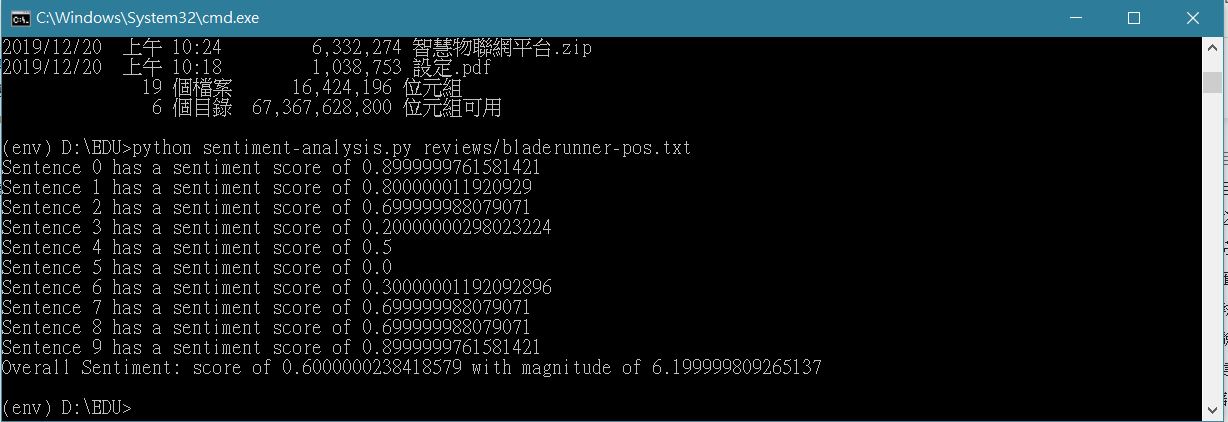 C:\Windows\System32\cmd.exe
2019/12/20  上午 10:24         6,332,274 智慧物聯網平台.zip
2019/12/20  上午 10:18         1,038,753 設定.pdf
              19 個檔案      16,424,196 位元組
               6 個目錄  67,367,628,800 位元組可用
(env) D:\EDU>python sentiment-analysis.py reviews/bladerunner-pos.txt
Sentence 0 has a sentiment score of 0.8999999761581421
Sentence 1 has a sentiment score of 0.800000011920929
Sentence 2 has a sentiment score of 0.699999988079071
Sentence 3 has a sentiment score of 0.20000000298023224
Sentence 4 has a sentiment score of 0.5
Sentence 5 has a sentiment score of 0.0
Sentence 6 has a sentiment score of 0.30000001192092896
Sentence 7 has a sentiment score of 0.699999988079071
Sentence 8 has a sentiment score of 0.699999988079071
Sentence 9 has a sentiment score of 0.8999999761581421
Overall Sentiment: score of 0.6000000238418579 with magnitude of 6.199999809265137
(env) D:\EDU>